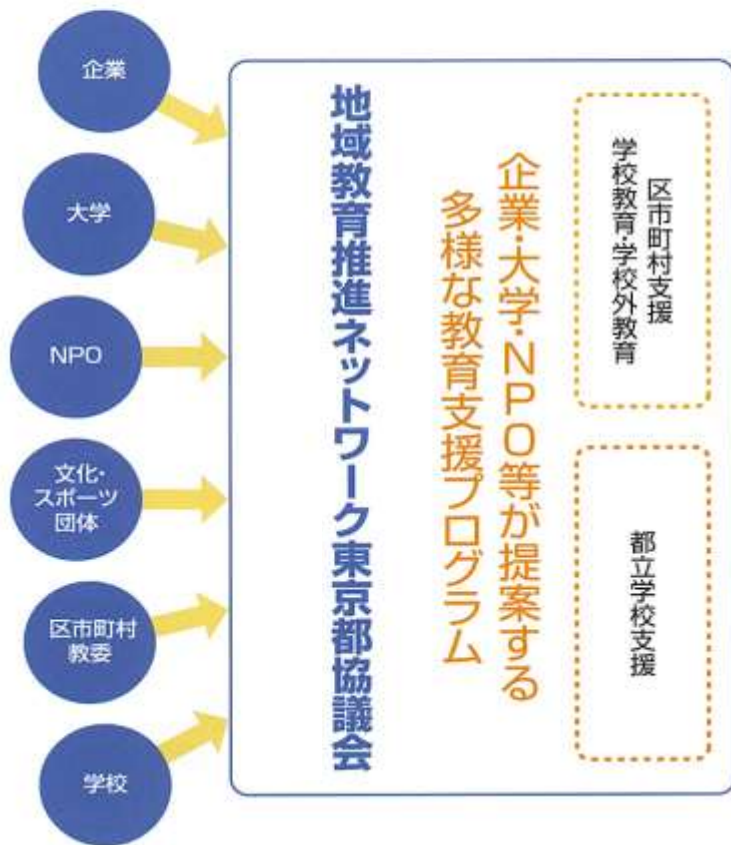 企業
大学
NPO
文化・
スポーツ
団体
区市町村
教委
学校
地域教育推進ネットワーク東京都協議会
企業・大学・NPO等が提案する
多様な教育支援プログラム
区市町村支援
学校教育・学校外教育
都立学校支援